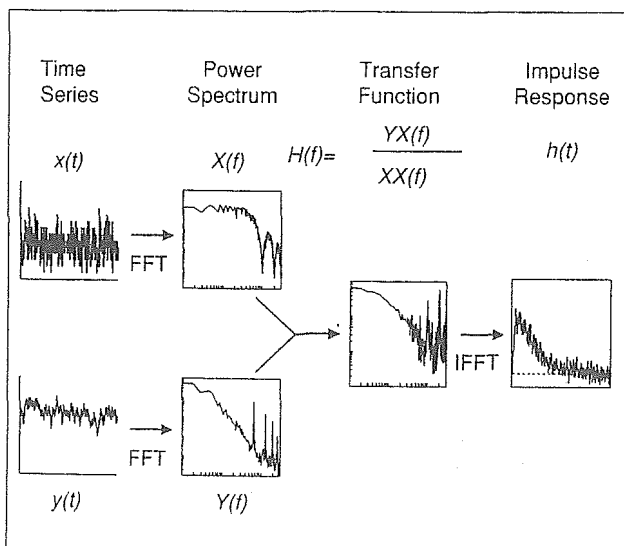 Time Series
Power Spectrum
Transfer Function
Impulse Response
x(t)
X(f)
H(f)=
YX(f)
XX(f)
h(t)
FFT
IFFT
FFT
y(t)
Y(f)